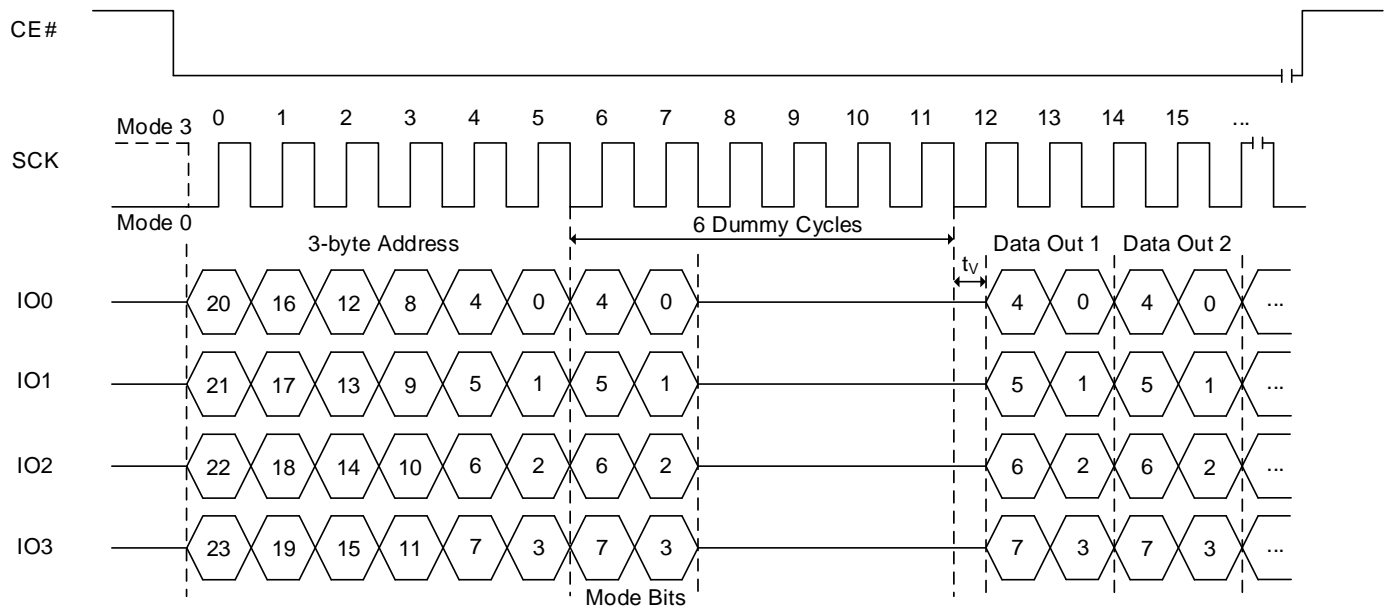 CE#
Mode 3 0 1 2 3 4 5 6 7 8 9 10 11 12 13 14 15 ...
SCK
Mode 0
3-byte Address 6 Dummy Cycles Data Out 1 Data Out 2
tV
IO0 20 16 12 8 4 0 4 0 4 0 4 0 ...
IO1 21 17 13 9 5 1 5 1 5 1 5 1 ...
IO2 22 18 14 10 6 2 6 2 6 2 6 2 ...
IO3 23 19 15 11 7 3 7 3 7 3 7 3 ...
Mode Bits